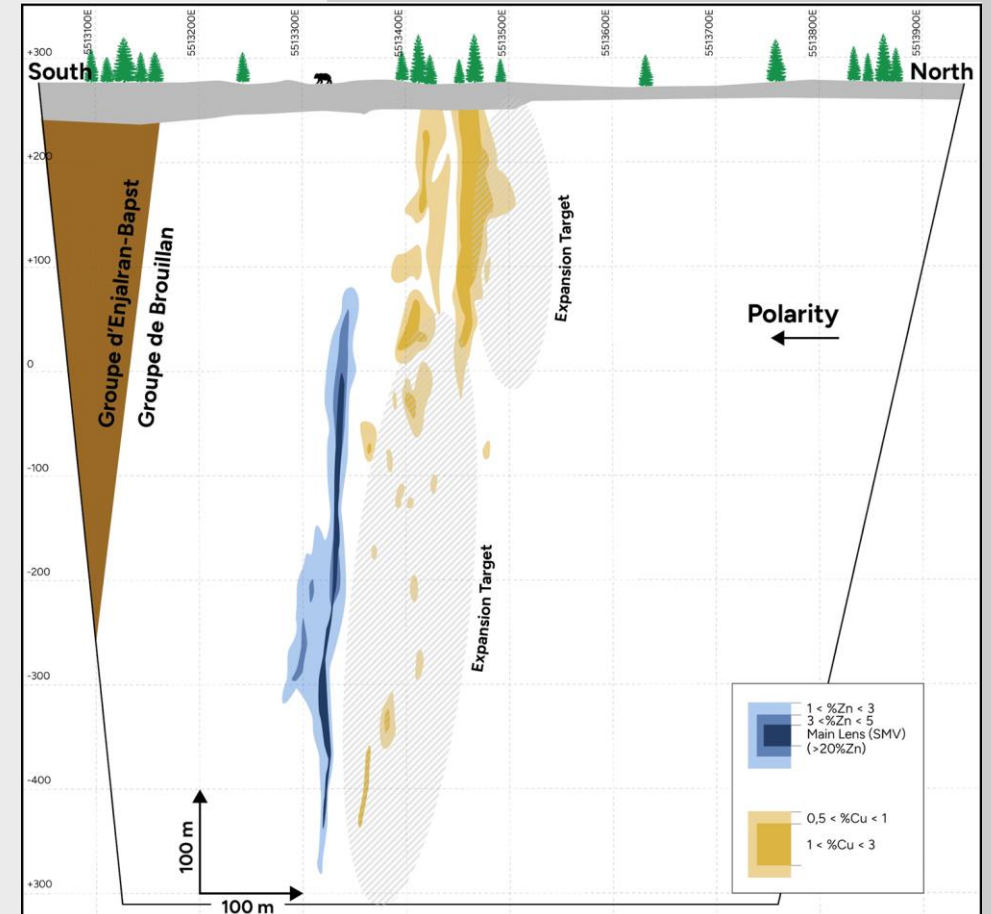 5513100E
5513200E
5513300E
5513400E
5513500E
5513600E
5513700E
5513800E
5513900E
+300
South
North
+200
+100
0
-100
-200
-300
-400
+300
Groupe d'Enjalran-Bapst
Groupe de Brouillan
Expansion Target
Expansion Target
Polarity
1 < %Zn < 3
3 <%Zn < 5
Main Lens (SMV)
(>20%Zn)
0,5 < %Cu < 1
1 < %Cu < 3
100 m
100 m